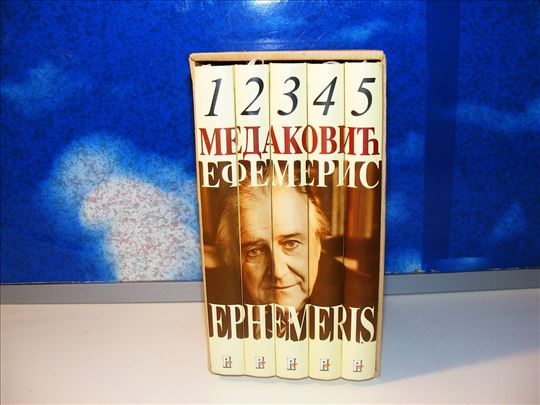 1 2 3 4 5
МЕДАКОВИЋ
ЕФЕМЕРИС
EPHEMERIS